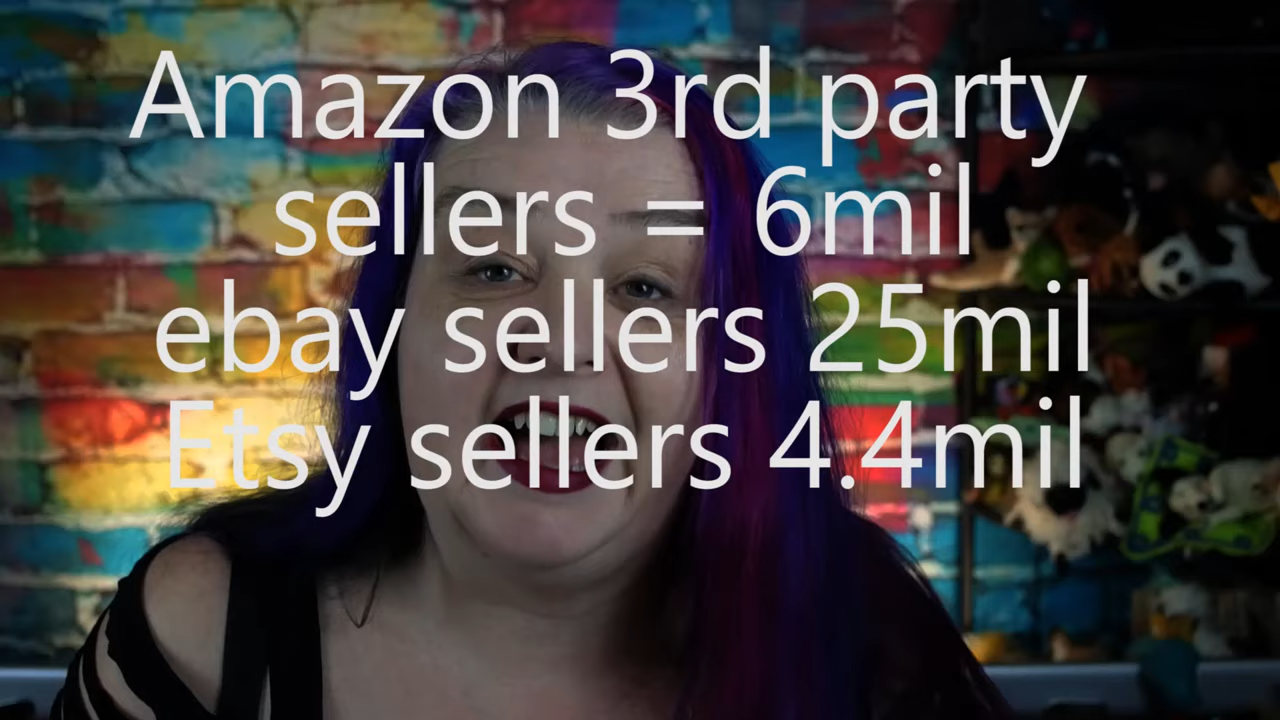 Amazon 3rd party
sellers = 6mil
ebay sellers 25mil
Etsy sellers 4.4mil